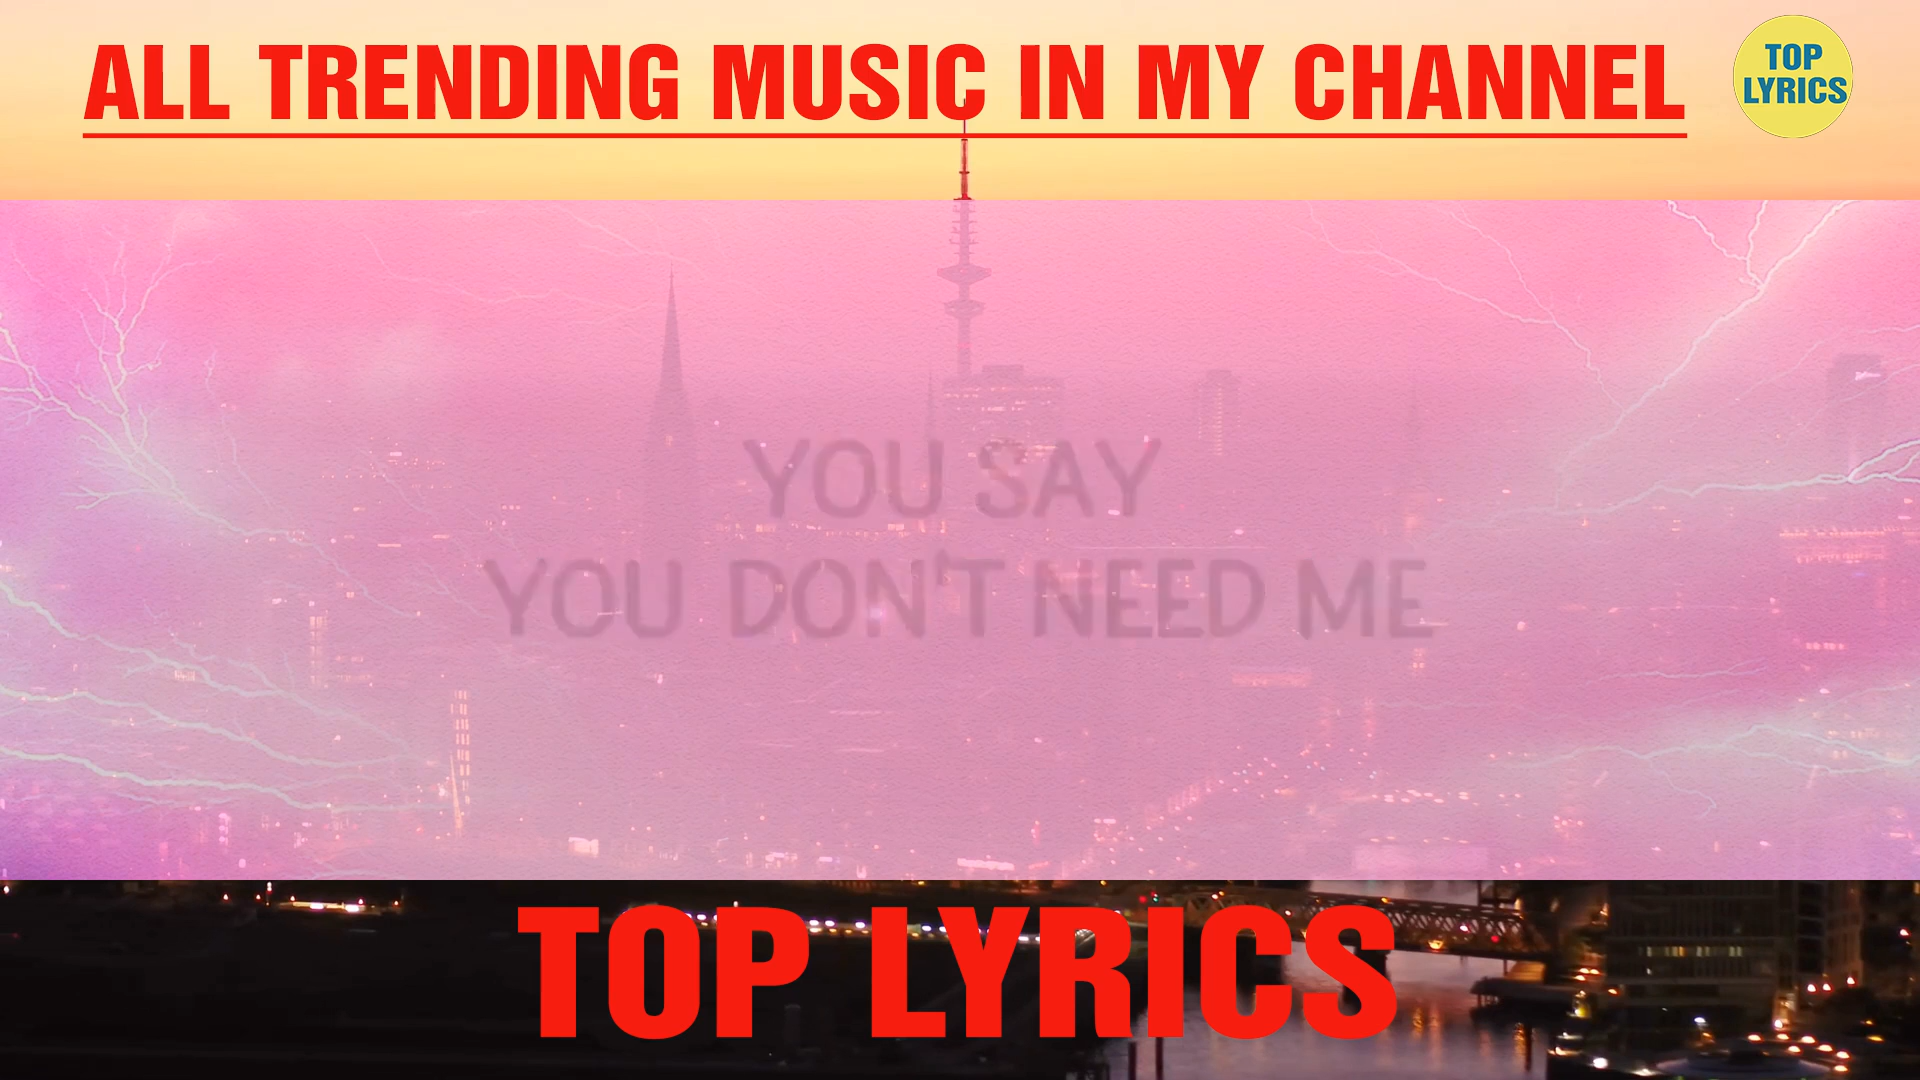 ALL TRENDING MUSIC IN MY CHANNEL
TOP
LYRICS
YOU SAY
YOU DON'T NEED ME
TOP LYRICS